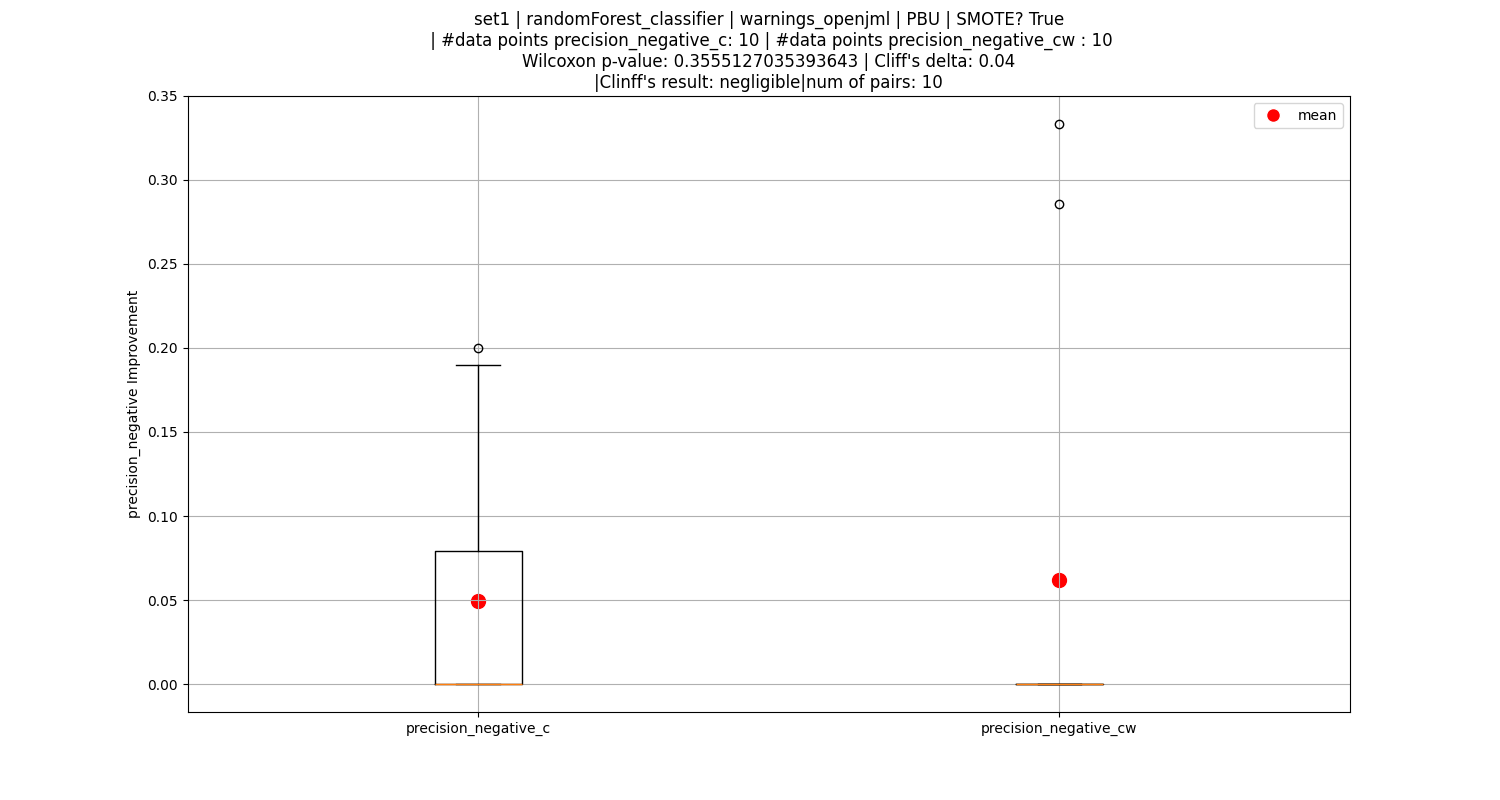 set1 | randomForest_classifier | warnings_openjml | PBU | SMOTE? True
| #data points precision_negative_c: 10 | #data points precision_negative_cw : 10
Wilcoxon p-value: 0.3555127035393643 | Cliff's delta: 0.04
|Clinff's result: negligible|num of pairs: 10
mean
precision_negative Improvement
0.35
0.30
0.25
0.20
0.15
0.10
0.05
0.00
precision_negative_c
precision_negative_cw